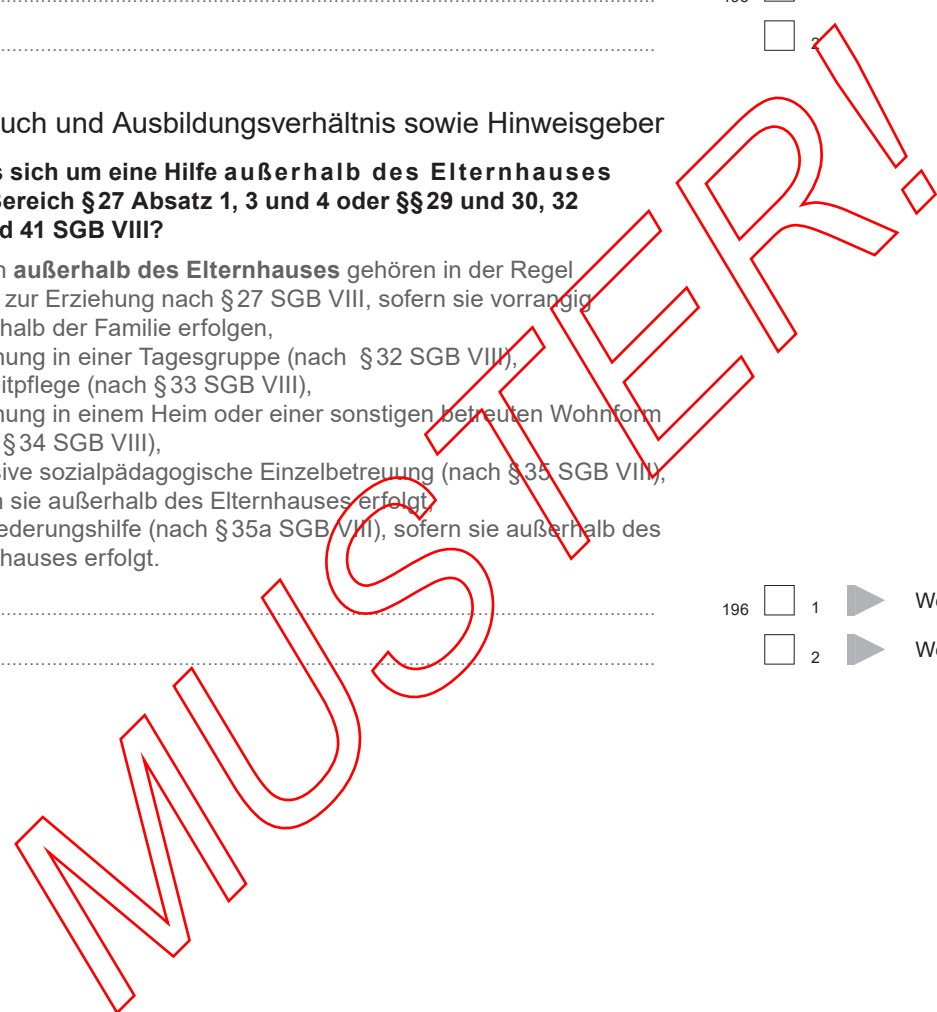 2
uch und Ausbildungsverhältnis sowie Hinweisgeber
s sich um eine Hilfe außerhalb des Elternhauses
Bereich § 27 Absatz 1, 3 und 4 oder §§ 29 und 30, 32
d 41 SGB VIII?
n außerhalb des Elternhauses gehören in der Regel
zur Erziehung nach § 27 SGB VIII, sofern sie vorrangig
halb der Familie erfolgen,
nung in einer Tagesgruppe (nach § 32 SGB VIII),
eitpflege (nach § 33 SGB VIII),
nung in einem Heim oder einer sonstigen betreuten Wohnform
§ 34 SGB VIII),
sive sozialpädagogische Einzelbetreuung (nach § 35 SGB VIII),
n sie außerhalb des Elternhauses erfolgt,
iederungshilfe (nach § 35a SGB VIII), sofern sie außerhalb des
hauses erfolgt.
196 1 We
2 We
MUSTER!